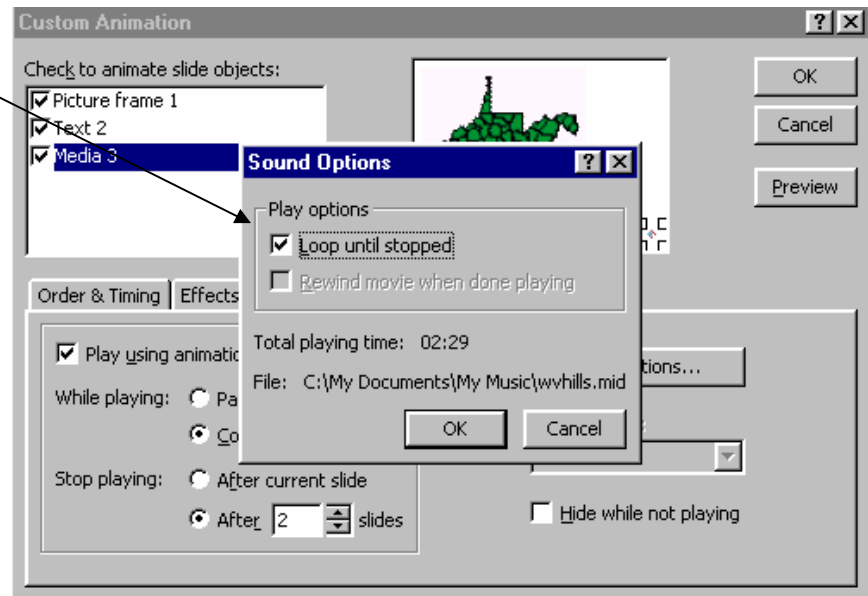 Custom Animation
Check to animate slide objects:
Picture frame 1
Text 2
Media 3
OK
Cancel
Preview
Sound Options
Play options
Loop until stopped
Rewind movie when done playing
Total playing time: 02:29
File: C:\My Documents\My Music\wvhills.mid
OK
Cancel
Order & Timing
Effects
Play using animatio
tions...
While playing:
Pa
Co
Stop playing:
After current slide
After 2 slides
Hide while not playing